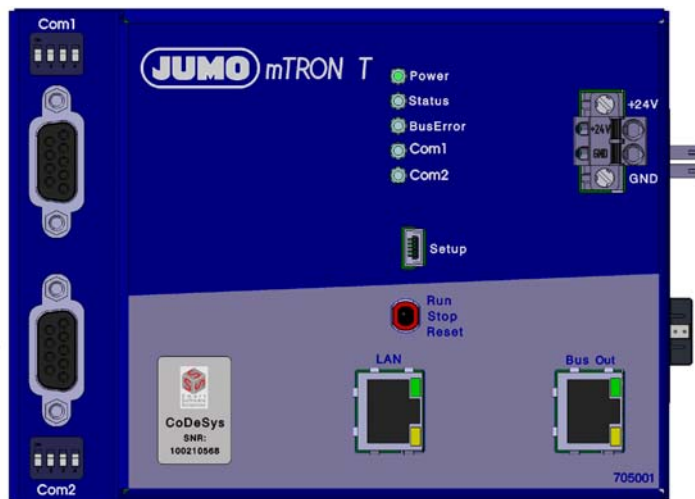 Com1
JUMO mTRON T
Power
Status
BusError
Com1
Com2
+24V
+24V
GND
GND
Setup
Run
Stop
Reset
LAN
Bus Out
CoDeSys
SNR:
100210568
Com2
705001